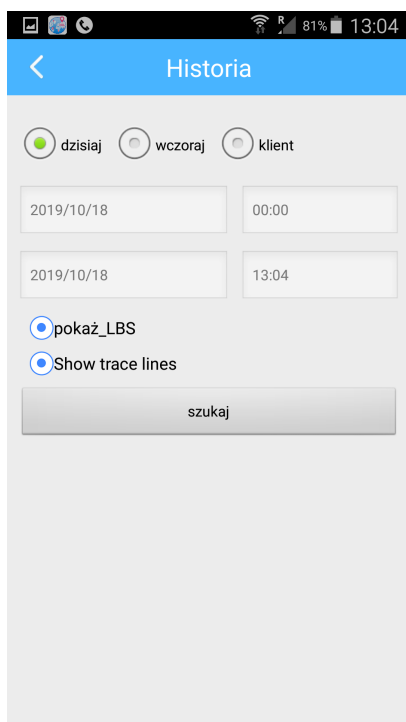 R 81% 13:04
Historia
dzisiaj wczoraj klient
2019/10/18 00:00
2019/10/18 13:04
pokaż_LBS
Show trace lines
szukaj